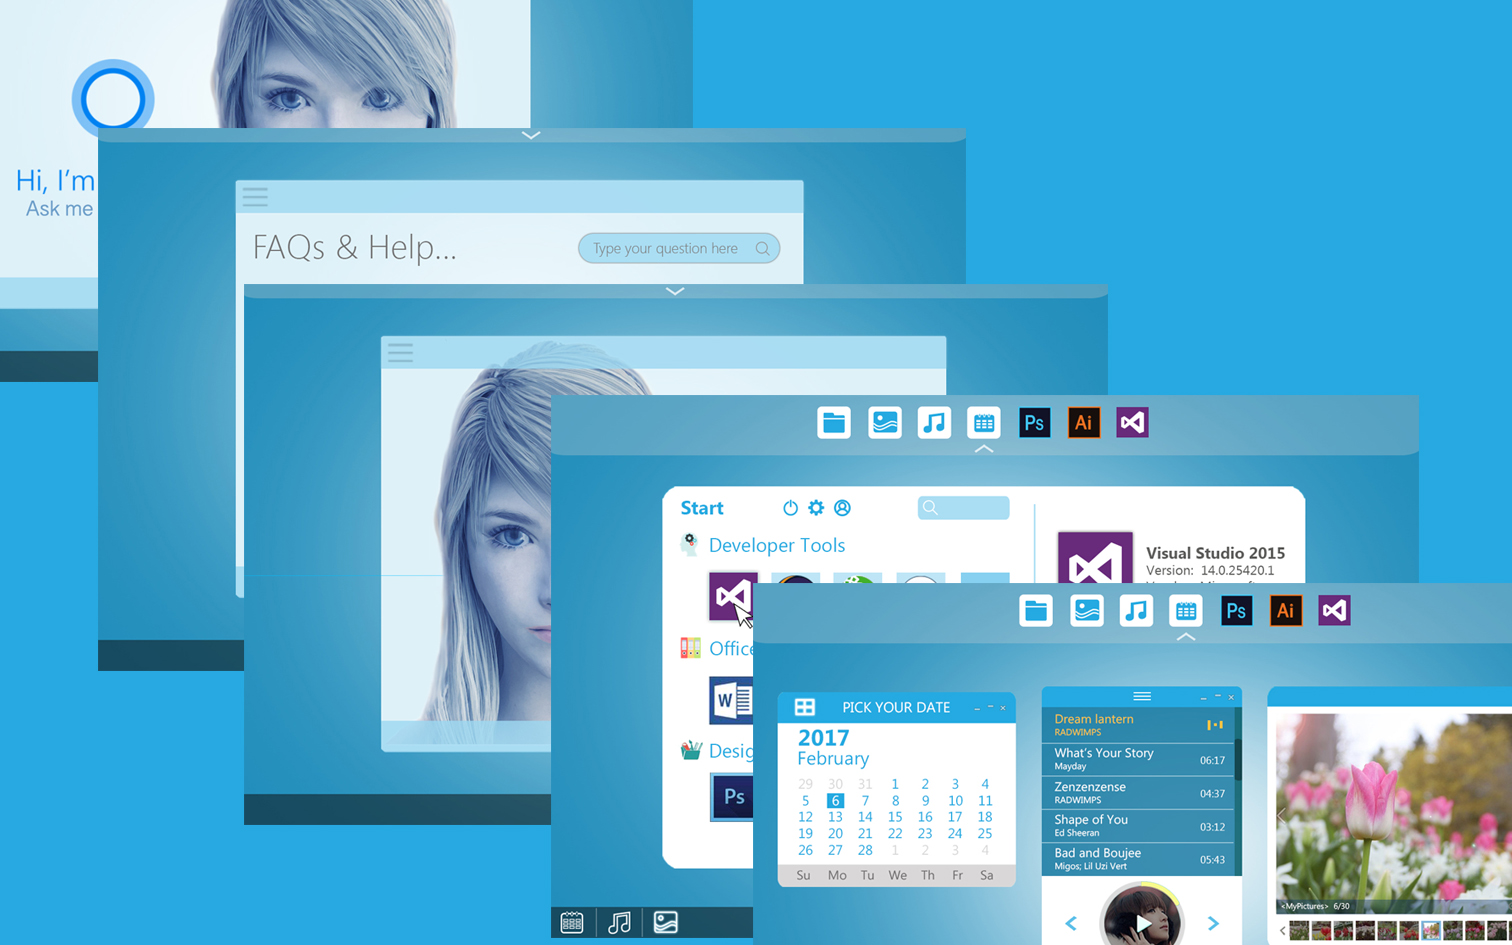 Hi, I'm
Ask me
FAQs & Help...
Type your question here
Ps
Ai
Start
Developer Tools
Visual Studio 2015
Version: 14.0.25420.1
Office
W
Desig
Ps
Ps
Ai
PICK YOUR DATE
2017
February
29 30 31 1 2 3 4
5 6 7 8 9 10 11
12 13 14 15 16 17 18
19 20 21 22 23 24 25
26 27 28 1 2 3 4
Su Mo Tu We Th Fr Sa
Dream lantern
RADWIMPS
What's Your Story
Mayday
06:17
Zenzenzense
RADWIMPS
04:37
Shape of You
Ed Sheeran
03:12
Bad and Boujee
Migos; Lil Uzi Vert
05:43
<MyPictures> 6/30